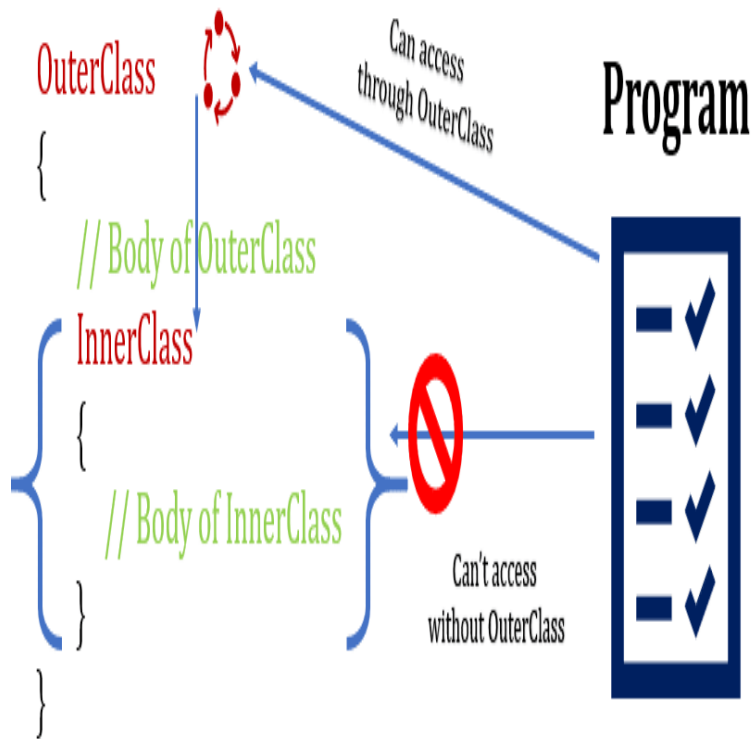 OuterClass
{
// Body of OuterClass
InnerClass
{
// Body of InnerClass
}
}
Can access
through OuterClass
Program
Can't access
without OuterClass